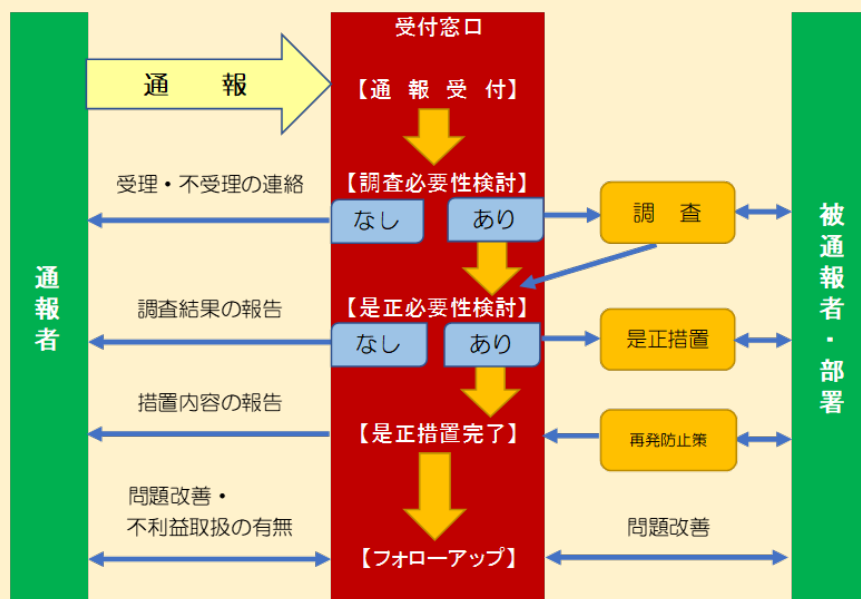 受付窓口
通 報
【通 報 受 付】
受理・不受理の連絡
【調査必要性検討】
なし
あり
調 査
通報者
被通報者・部署
調査結果の報告
【是正必要性検討】
なし
あり
是正措置
措置内容の報告
【是正措置完了】
再発防止策
問題改善・
不利益取扱の有無
【フォローアップ】
問題改善